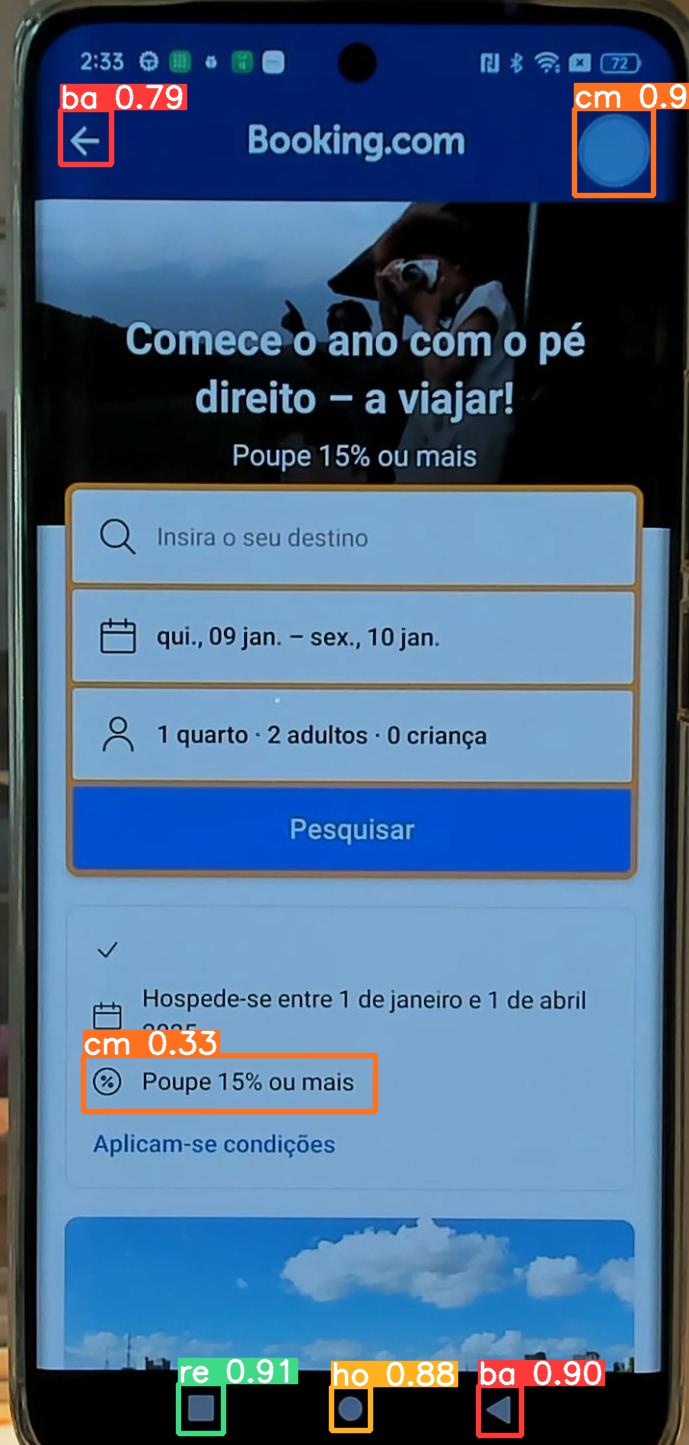 2:33
72
ba 0.79
cm 0.9
Booking.com
Comece o ano com o pé
direito – a viajar!
Poupe 15% ou mais
Insira o seu destino
qui., 09 jan. – sex., 10 jan.
1 quarto · 2 adultos · 0 criança
Pesquisar
Hospede-se entre 1 de janeiro e 1 de abril
cm 0.33
Poupe 15% ou mais
Aplicam-se condições
re 0.91
ho 0.88
ba 0.90